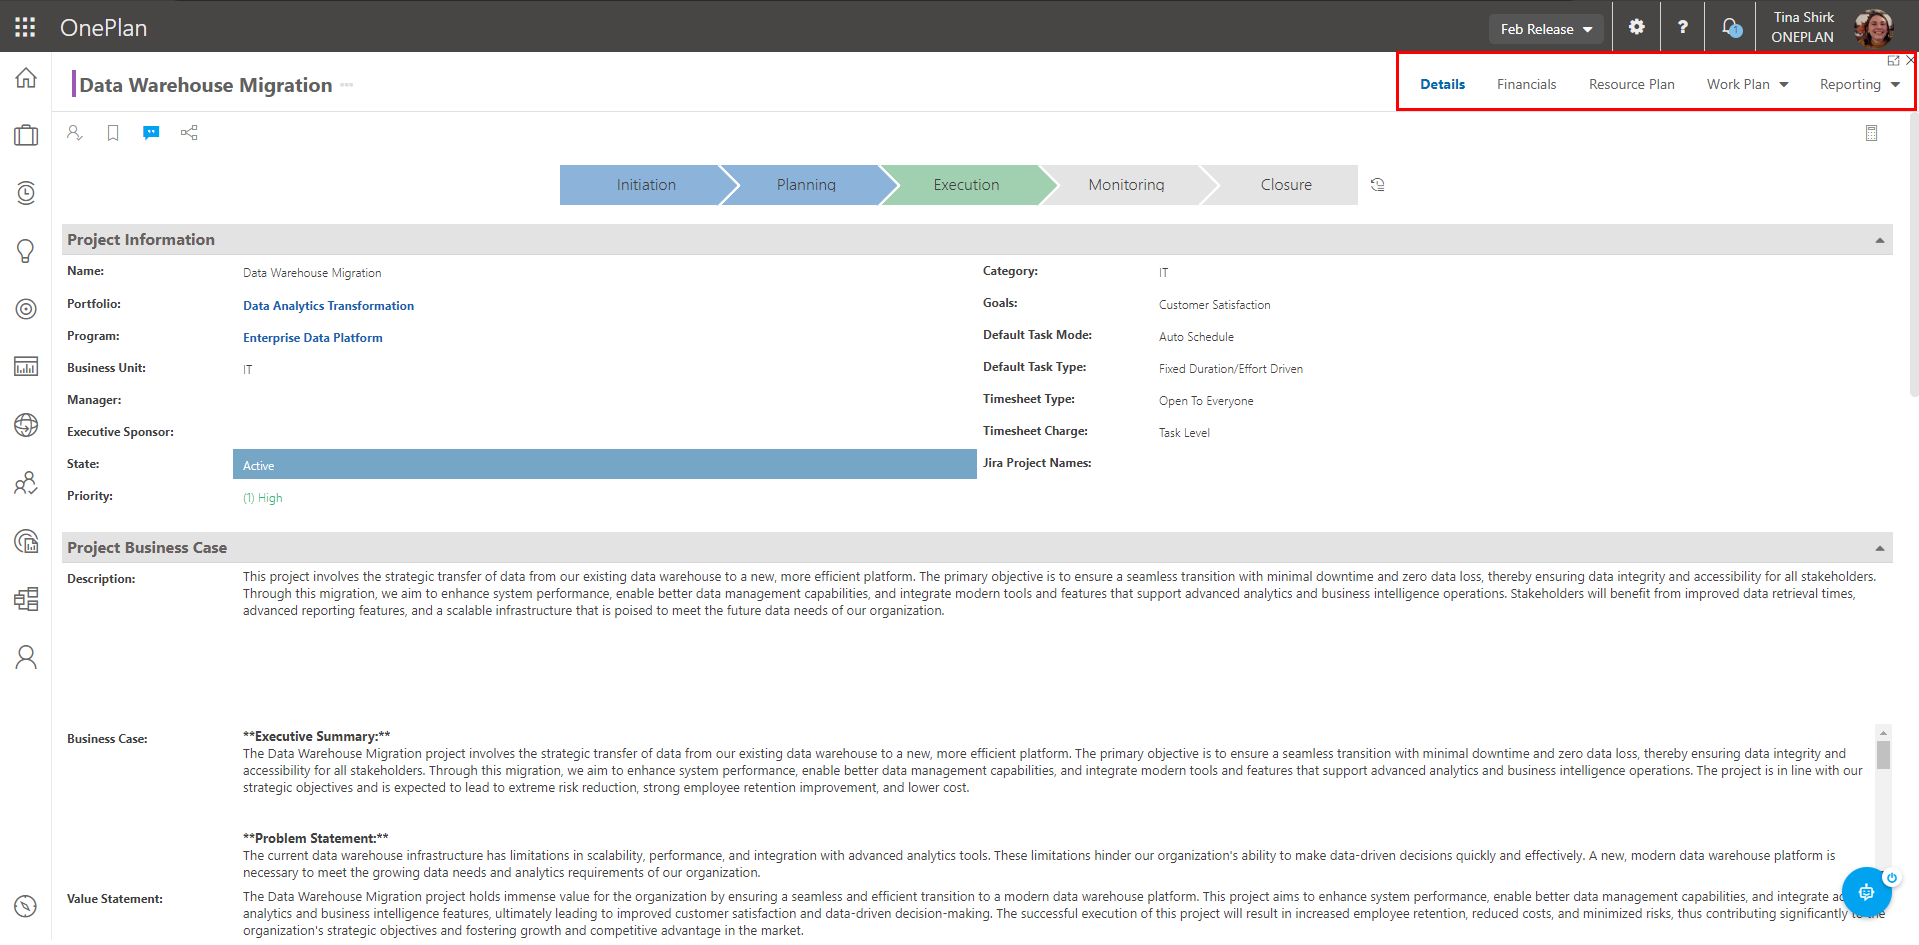 OnePlan
Feb Release
?
1
Tina Shirk
ONEPLAN
Data Warehouse Migration
Details Financials Resource Plan Work Plan Reporting
Initiation Planning Execution Monitoring Closure
Project Information
Name: Data Warehouse Migration
Portfolio: Data Analytics Transformation
Program: Enterprise Data Platform
Business Unit: IT
Manager:
Executive Sponsor:
State: Active
Priority: (1) High
Category: IT
Goals: Customer Satisfaction
Default Task Mode: Auto Schedule
Default Task Type: Fixed Duration/Effort Driven
Timesheet Type: Open To Everyone
Timesheet Charge: Task Level
Jira Project Names:
Project Business Case
Description: This project involves the strategic transfer of data from our existing data warehouse to a new, more efficient platform. The primary objective is to ensure a seamless transition with minimal downtime and zero data loss, thereby ensuring data integrity and accessibility for all stakeholders.
Through this migration, we aim to enhance system performance, enable better data management capabilities, and integrate modern tools and features that support advanced analytics and business intelligence operations. Stakeholders will benefit from improved data retrieval times,
advanced reporting features, and a scalable infrastructure that is poised to meet the future data needs of our organization.
Business Case: **Executive Summary:**
The Data Warehouse Migration project involves the strategic transfer of data from our existing data warehouse to a new, more efficient platform. The primary objective is to ensure a seamless transition with minimal downtime and zero data loss, thereby ensuring data integrity and
accessibility for all stakeholders. Through this migration, we aim to enhance system performance, enable better data management capabilities, and integrate modern tools and features that support advanced analytics and business intelligence operations. The project is in line with our
strategic objectives and is expected to lead to extreme risk reduction, strong employee retention improvement, and lower cost.
**Problem Statement:**
The current data warehouse infrastructure has limitations in scalability, performance, and integration with advanced analytics tools. These limitations hinder our organization's ability to make data-driven decisions quickly and effectively. A new, modern data warehouse platform is
necessary to meet the growing data needs and analytics requirements of our organization.
Value Statement: The Data Warehouse Migration project holds immense value for the organization by ensuring a seamless and efficient transition to a modern data warehouse platform. This project aims to enhance system performance, enable better data management capabilities, and integrate
analytics and business intelligence features, ultimately leading to improved customer satisfaction and data-driven decision-making. The successful execution of this project will result in increased employee retention, reduced costs, and minimized risks, thus contributing significantly to the
organization's strategic objectives and fostering growth and competitive advantage in the market.